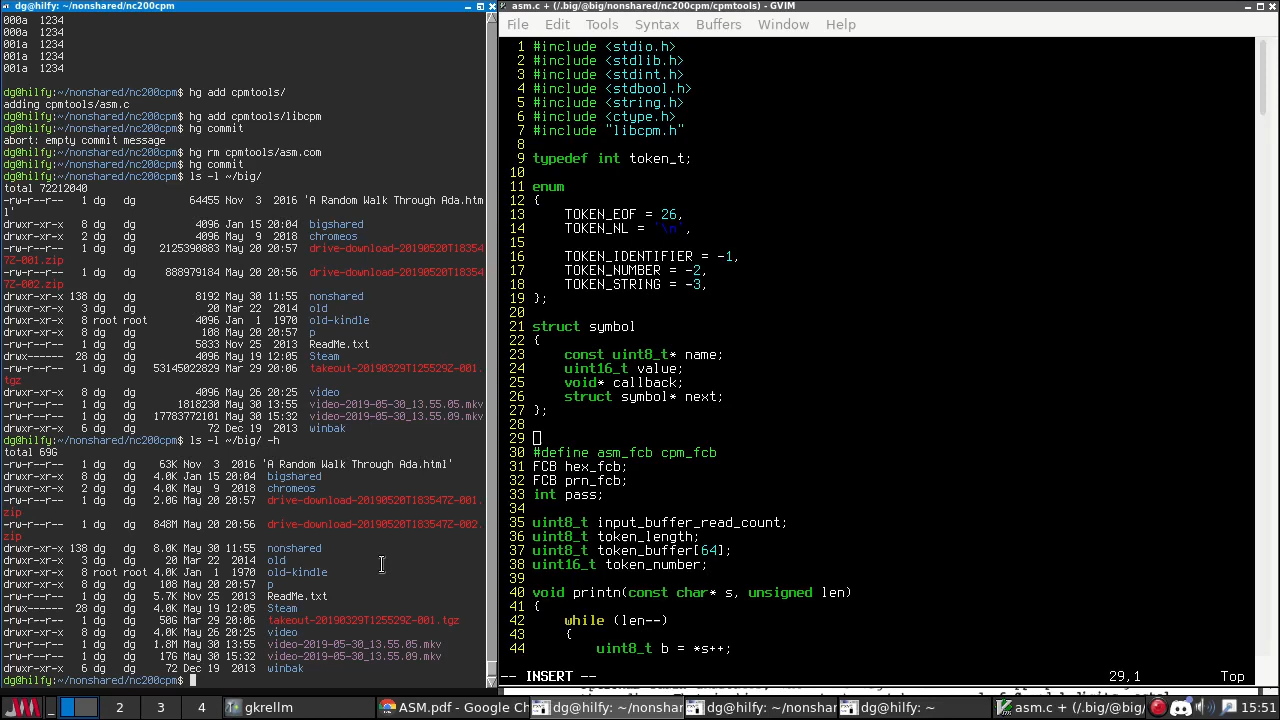 dg@hilfy: ~/nonshared/nc200cpm
000a  1234
000a  1234
001a  1234
001a  1234
001a  1234
dg@hilfy:~/nonshared/nc200cpm$ hg add cpmtools/
adding cpmtools/asm.c
dg@hilfy:~/nonshared/nc200cpm$ hg add cpmtools/libcpm
dg@hilfy:~/nonshared/nc200cpm$ hg commit
abort: empty commit message
dg@hilfy:~/nonshared/nc200cpm$ hg rm cpmtools/asm.com
dg@hilfy:~/nonshared/nc200cpm$ hg commit
dg@hilfy:~/nonshared/nc200cpm$ ls -l ~/big/
total 72212040
-rw-r--r--   1 dg   dg         64455 Nov  3  2016 'A Random Walk Through Ada.htm
l'
drwxr-xr-x   8 dg   dg          4096 Jan 15 20:04  bigshared
drwxr-xr-x   2 dg   dg          4096 May  9  2018  chromeos
-rw-r--r--   1 dg   dg    2125390883 May 20 20:57  drive-download-20190520T18354
7Z-001.zip
-rw-r--r--   1 dg   dg     888979184 May 20 20:56  drive-download-20190520T18354
7Z-002.zip
drwxr-xr-x 138 dg   dg          8192 May 30 11:55  nonshared
drwxr-xr-x   3 dg   dg            20 Mar 22  2014  old
drwxr-xr-x   8 root root        4096 Jan  1  1970  old-kindle
drwxr-xr-x   8 dg   dg           108 May 20 20:57  p
-rw-r--r--   1 dg   dg          5833 Nov 25  2013  ReadMe.txt
drwx------  28 dg   dg          4096 May 19 12:05  Steam
-rw-r--r--   1 dg   dg   53145022829 Mar 29 20:06  takeout-20190329T125529Z-001.
tgz
drwxr-xr-x   8 dg   dg          4096 May 26 20:25  video
-rw-r--r--   1 dg   dg       1818230 May 30 13:55  video-2019-05-30_13.55.05.mkv
-rw-r--r--   1 dg   dg   17783772101 May 30 15:32  video-2019-05-30_13.55.09.mkv
drwxr-xr-x   6 dg   dg            72 Dec 19  2013  winbak
dg@hilfy:~/nonshared/nc200cpm$ ls -l ~/big/ -h
total 69G
-rw-r--r--   1 dg   dg    63K Nov  3  2016 'A Random Walk Through Ada.html'
drwxr-xr-x   8 dg   dg   4.0K Jan 15 20:04  bigshared
drwxr-xr-x   2 dg   dg   4.0K May  9  2018  chromeos
-rw-r--r--   1 dg   dg   2.0G May 20 20:57  drive-download-20190520T183547Z-001.
zip
-rw-r--r--   1 dg   dg   848M May 20 20:56  drive-download-20190520T183547Z-002.
zip
drwxr-xr-x 138 dg   dg   8.0K May 30 11:55  nonshared
drwxr-xr-x   3 dg   dg     20 Mar 22  2014  old
drwxr-xr-x   8 root root 4.0K Jan  1  1970  old-kindle
drwxr-xr-x   8 dg   dg    108 May 20 20:57  p
-rw-r--r--   1 dg   dg   5.7K Nov 25  2013  ReadMe.txt
drwx------  28 dg   dg   4.0K May 19 12:05  Steam
-rw-r--r--   1 dg   dg    50G Mar 29 20:06  takeout-20190329T125529Z-001.tgz
drwxr-xr-x   8 dg   dg   4.0K May 26 20:25  video
-rw-r--r--   1 dg   dg   1.8M May 30 13:55  video-2019-05-30_13.55.05.mkv
-rw-r--r--   1 dg   dg    17G May 30 15:32  video-2019-05-30_13.55.09.mkv
drwxr-xr-x   6 dg   dg     72 Dec 19  2013  winbak
dg@hilfy:~/nonshared/nc200cpm$
asm.c + (/.big/@big/nonshared/nc200cpm/cpmtools) - GVIM
File Edit Tools Syntax Buffers Window Help
1 #include <stdio.h>
2 #include <stdlib.h>
3 #include <stdint.h>
4 #include <stdbool.h>
5 #include <string.h>
6 #include <ctype.h>
7 #include "libcpm.h"
8
9 typedef int token_t;
10
11 enum
12 {
13     TOKEN_EOF = 26,
14     TOKEN_NL = '\n',
15
16     TOKEN_IDENTIFIER = -1,
17     TOKEN_NUMBER = -2,
18     TOKEN_STRING = -3,
19 };
20
21 struct symbol
22 {
23     const uint8_t* name;
24     uint16_t value;
25     void* callback;
26     struct symbol* next;
27 };
28
29
30 #define asm_fcb cpm_fcb
31 FCB hex_fcb;
32 FCB prn_fcb;
33 int pass;
34
35 uint8_t input_buffer_read_count;
36 uint8_t token_length;
37 uint8_t token_buffer[64];
38 uint16_t token_number;
39
40 void printn(const char* s, unsigned len)
41 {
42     while (len--)
43     {
44         uint8_t b = *s++;
-- INSERT -- 29,1 Top
2 3 4 gkrellm ASM.pdf - Google Ch dg@hilfy: ~/nonshar dg@hilfy: ~/nonshar dg@hilfy: ~ asm.c + (/.big/@big/ 15:51